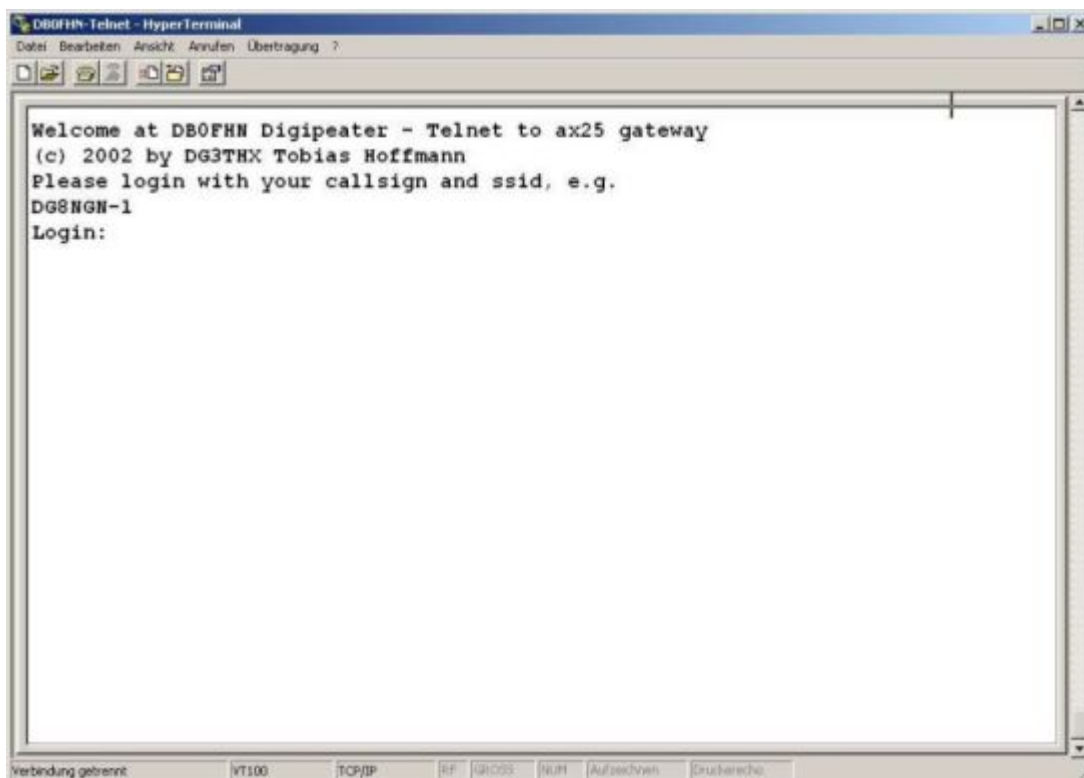 DB0FHN-Telnet - HyperTerminal
Datei Bearbeiten Ansicht Anrufen Übertragung ?
Welcome at DB0FHN Digipeater - Telnet to ax25 gateway
(c) 2002 by DG3THX Tobias Hoffmann
Please login with your callsign and ssid, e.g.
DG8NGN-1
Login:
Verbindung getrennt VT100 TCP/IP RF GROSS NUM Aufzeichnen Druckerecho